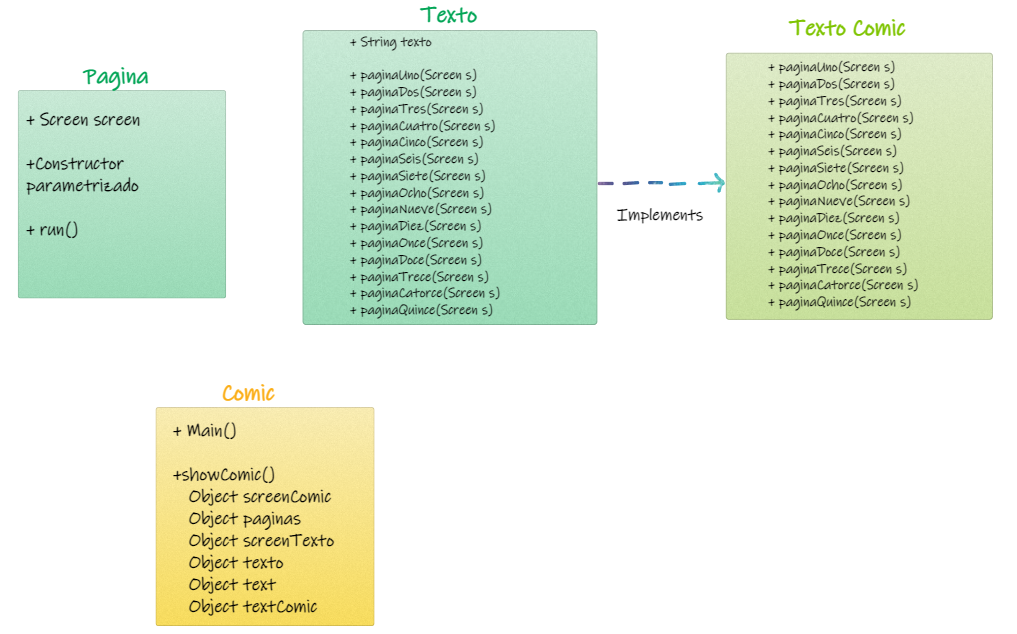 Pagina
+ Screen screen
+Constructor
parametrizado
+ run()
Texto
+ String texto
+ paginaUno(Screen s)
+ paginaDos(Screen s)
+ paginaTres(Screen s)
+ paginaCuatro(Screen s)
+ paginaCinco(Screen s)
+ paginaSeis(Screen s)
+ paginaSiete(Screen s)
+ paginaOcho(Screen s)
+ paginaNueve(Screen s)
+ paginaDiez(Screen s)
+ paginaOnce(Screen s)
+ paginaDoce(Screen s)
+ paginaTrece(Screen s)
+ paginaCatorce(Screen s)
+ paginaQuince(Screen s)
Implements
Texto Comic
+ paginaUno(Screen s)
+ paginaDos(Screen s)
+ paginaTres(Screen s)
+ paginaCuatro(Screen s)
+ paginaCinco(Screen s)
+ paginaSeis(Screen s)
+ paginaSiete(Screen s)
+ paginaOcho(Screen s)
+ paginaNueve(Screen s)
+ paginaDiez(Screen s)
+ paginaOnce(Screen s)
+ paginaDoce(Screen s)
+ paginaTrece(Screen s)
+ paginaCatorce(Screen s)
+ paginaQuince(Screen s)
Comic
+ Main()
+showComic()
Object screenComic
Object paginas
Object screenTexto
Object texto
Object text
Object textComic